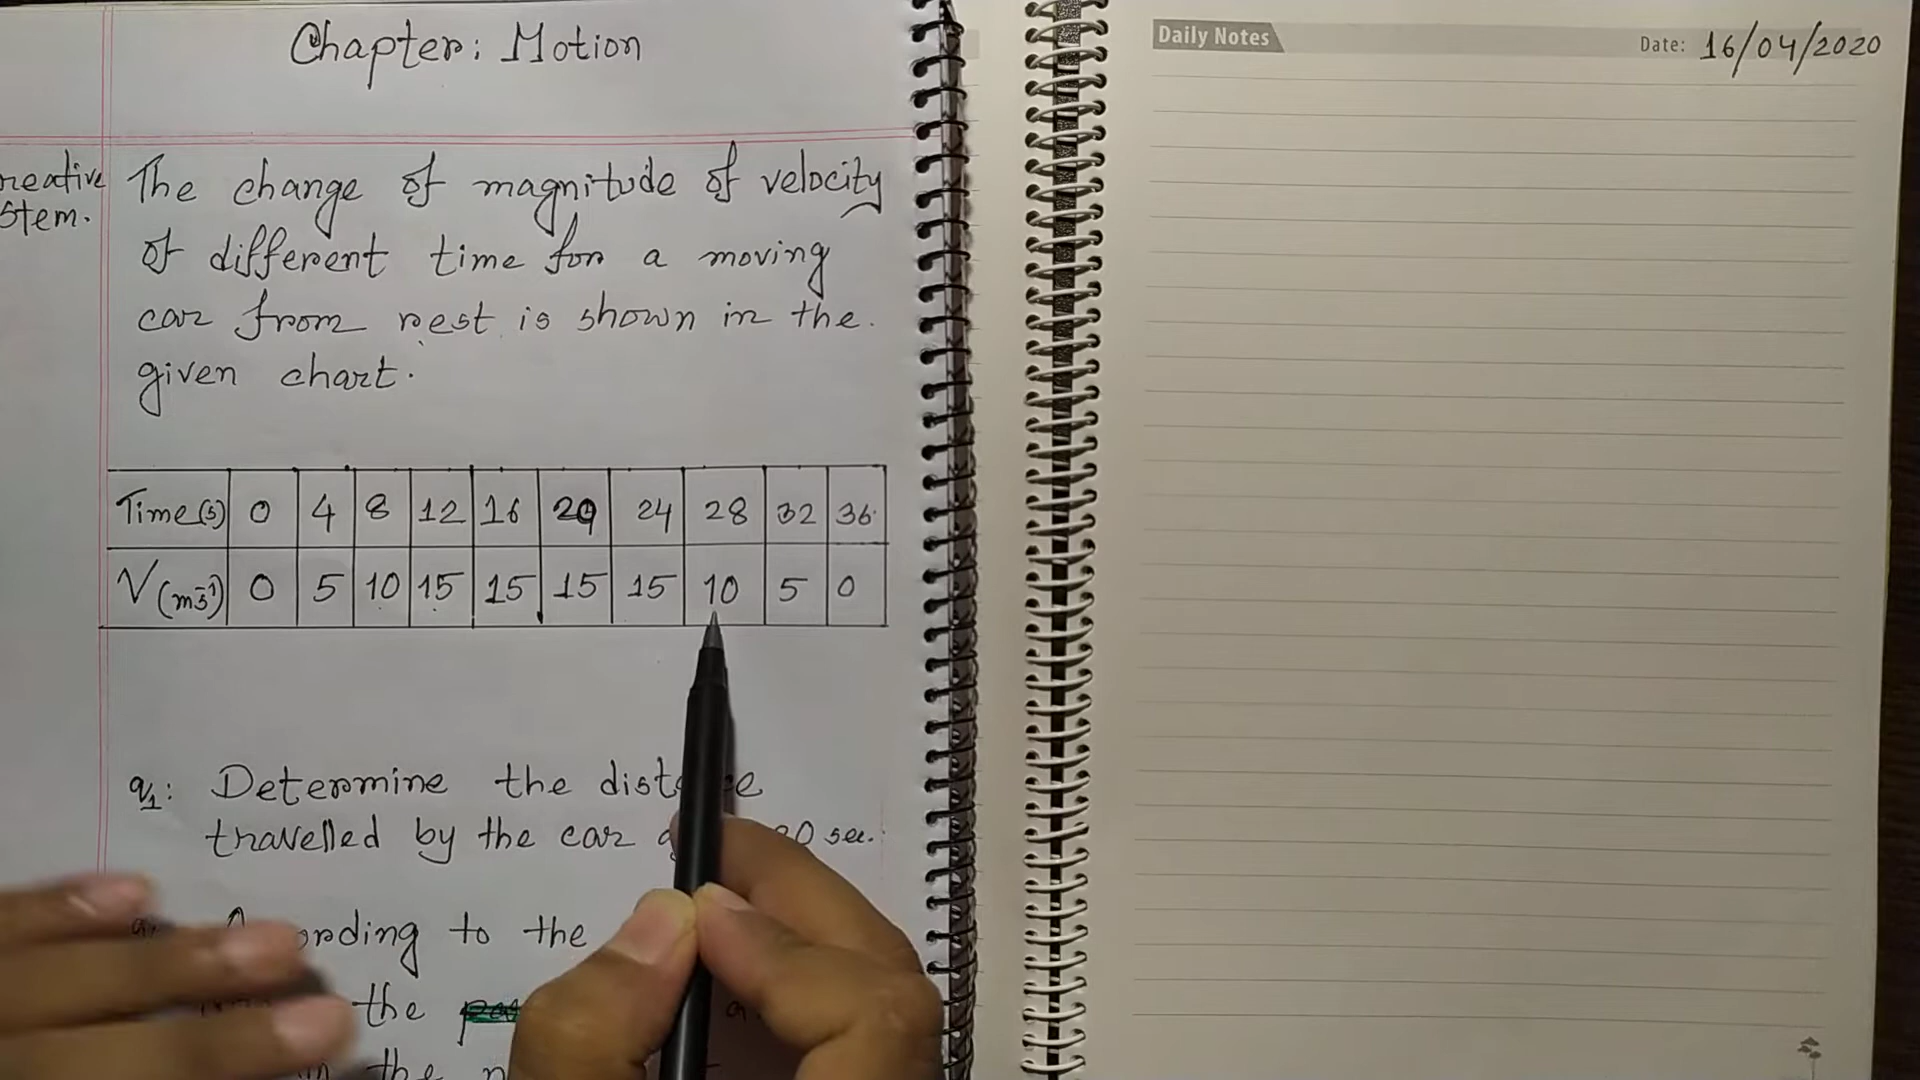 Chapter: Motion
reative
Stem.
The change of magnitude of velocity
of different time for a moving
car from rest is shown in the.
given chart.
Time(s) 0 4 8 12 16 20 24 28 32 36
V(ms⁻¹) 0 5 10 15 15 15 15 10 5 0
q1: Determine the distance
travelled by the car sec.
to the
the
the
Daily Notes
Date: 16/04/2020